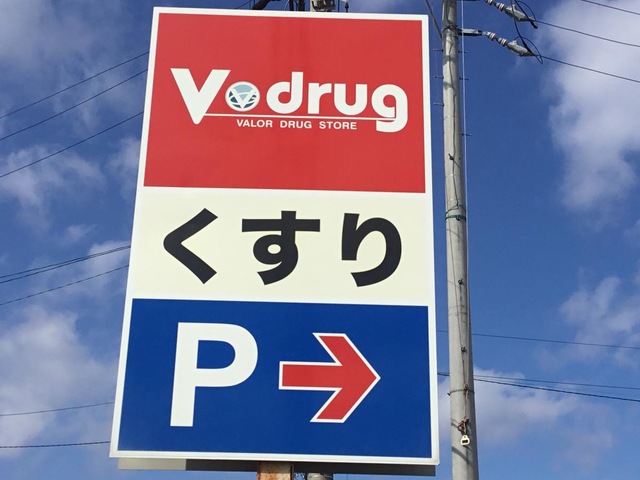 V・drug
VALOR DRUG STORE
くすり
P→